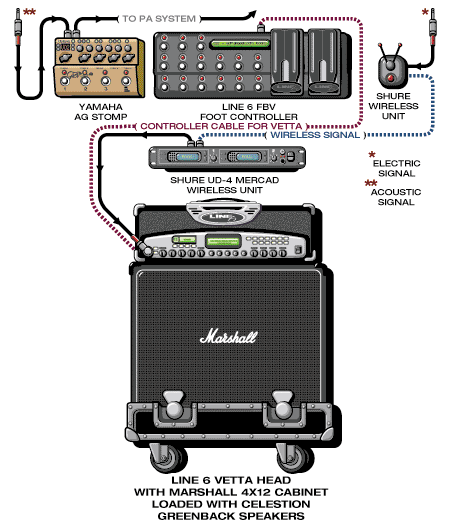 ** 
*
( TO PA SYSTEM )
YAMAHA
AG STOMP
LINE 6 FBV
FOOT CONTROLLER
SHURE
WIRELESS
UNIT
( CONTROLLER CABLE FOR VETTA )
( WIRELESS SIGNAL )
* ELECTRIC
SIGNAL
** ACOUSTIC
SIGNAL
SHURE UD-4 MERCAD
WIRELESS UNIT
LINE 6
Marshall
LINE 6 VETTA HEAD
WITH MARSHALL 4X12 CABINET
LOADED WITH CELESTION
GREENBACK SPEAKERS